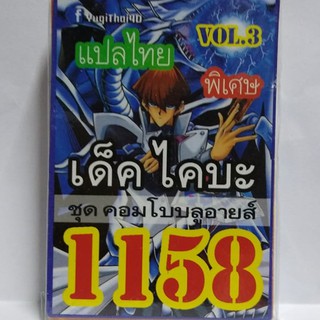 f YugiThai4D
VOL.3
แปลไทย
พิเศษ
เด็ค ไคบะ
ชุด คอมโบบลูอายส์
1158